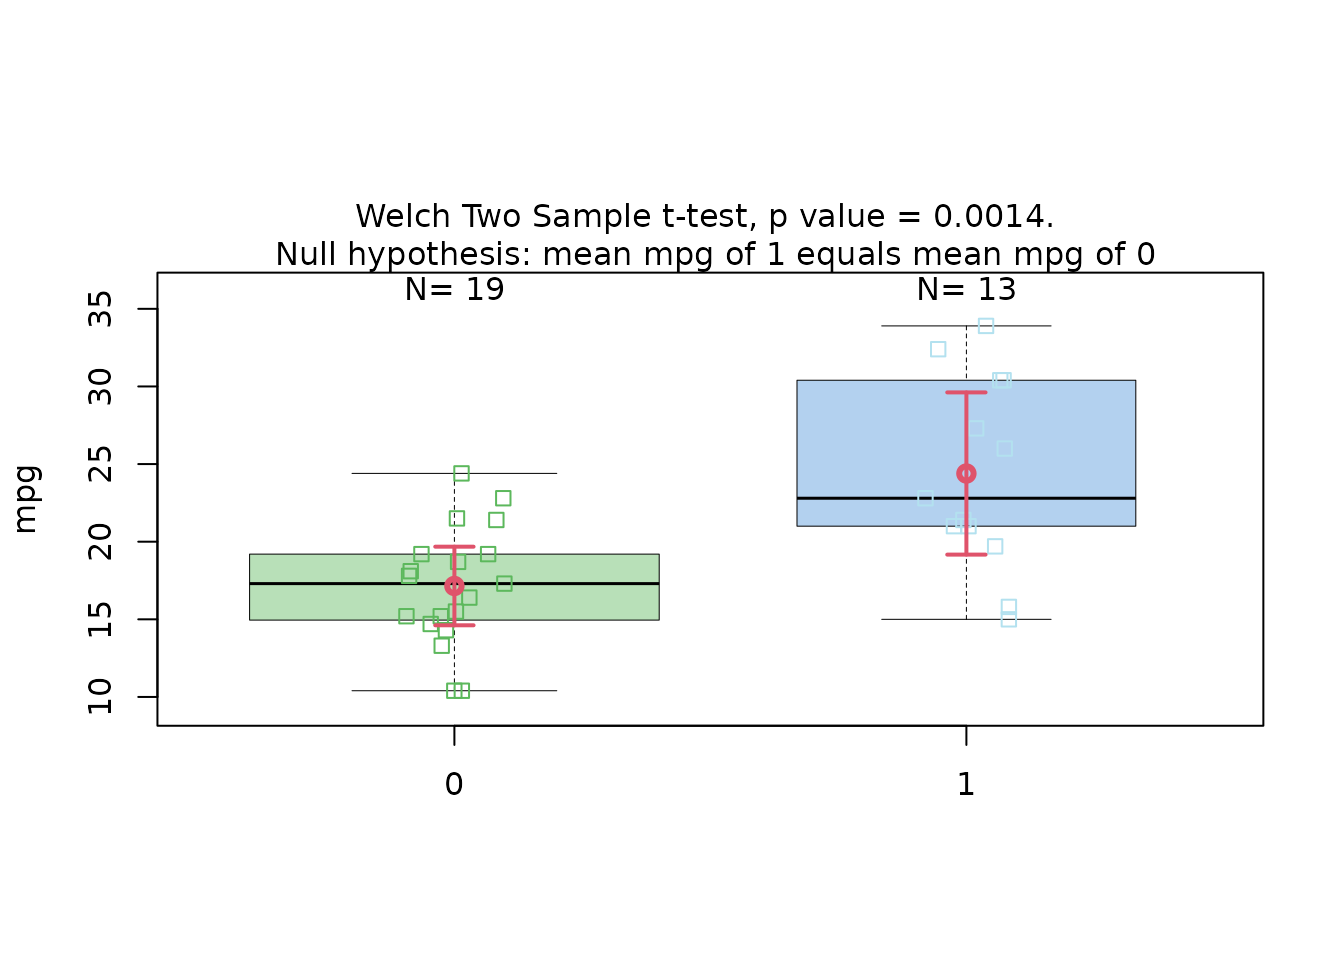 Welch Two Sample t-test, p value = 0.0014.
Null hypothesis: mean mpg of 1 equals mean mpg of 0
N= 19
N= 13
35
30
25
20
15
10
mpg
0
1